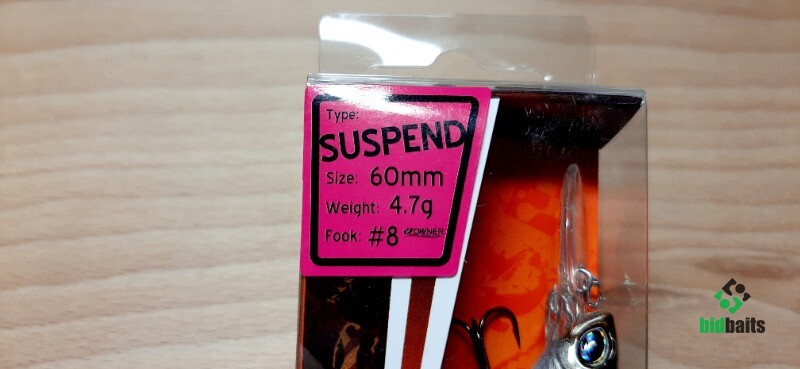 Type:
SUSPEND
Size: 60mm
Weight: 4.7g
Fook: #8 OWNER
bidbaits